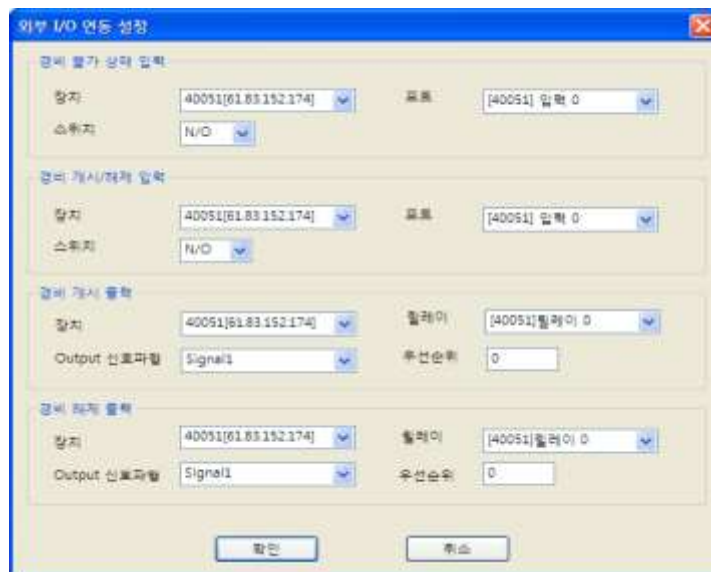 외부 I/O 연동 설정
경비 불가 상태 입력
장치 40051[61.83.152.174] 포트 [40051] 입력 0
스위치 N/O
경비 개시/해제 입력
장치 40051[61.83.152.174] 포트 [40051] 입력 0
스위치 N/O
경비 개시 출력
장치 40051[61.83.152.174] 릴레이 [40051]릴레이 0
Output 신호파형 Signal1 우선순위 0
경비 해제 출력
장치 40051[61.83.152.174] 릴레이 [40051]릴레이 0
Output 신호파형 Signal1 우선순위 0
확인 취소